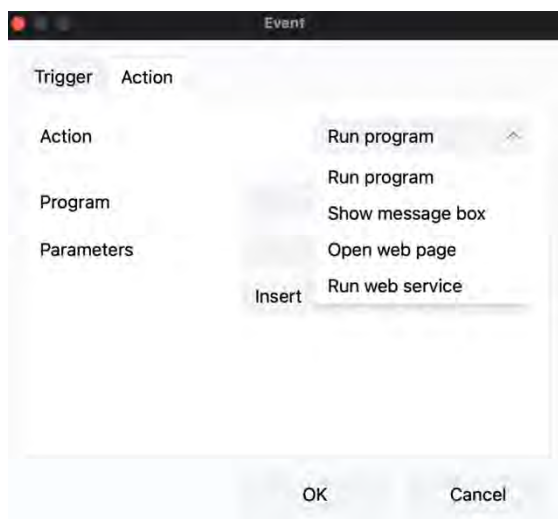 Event
Trigger Action
Action Run program
Run program
Program
Show message box
Parameters Open web page
Insert Run web service
OK Cancel